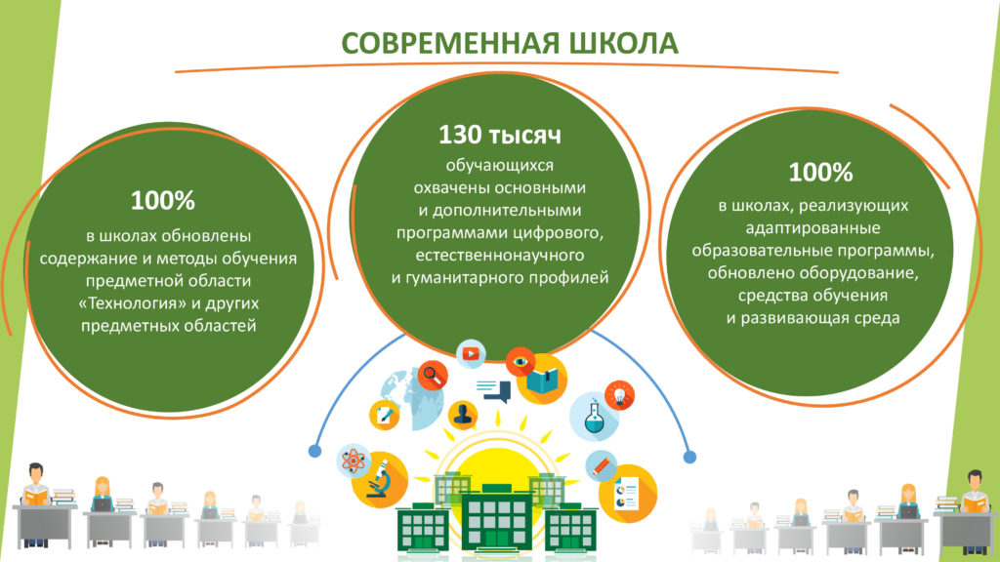 СОВРЕМЕННАЯ ШКОЛА
100%
в школах обновлены
содержание и методы обучения
предметной области
«Технология» и других
предметных областей
130 тысяч
обучающихся
охвачены основными
и дополнительными
программами цифрового,
естественнонаучного
и гуманитарного профилей
100%
в школах, реализующих
адаптированные
образовательные программы,
обновлено оборудование,
средства обучения
и развивающая среда